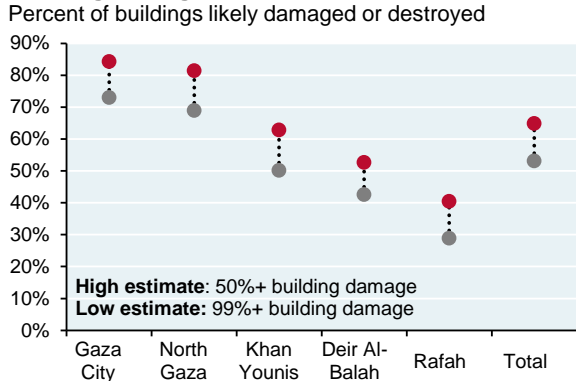 Percent of buildings likely damaged or destroyed
90%
80%
70%
60%
50%
40%
30%
20%
10%
0%
High estimate: 50%+ building damage
Low estimate: 99%+ building damage
Gaza City
North Gaza
Khan Younis
Deir Al-Balah
Rafah
Total